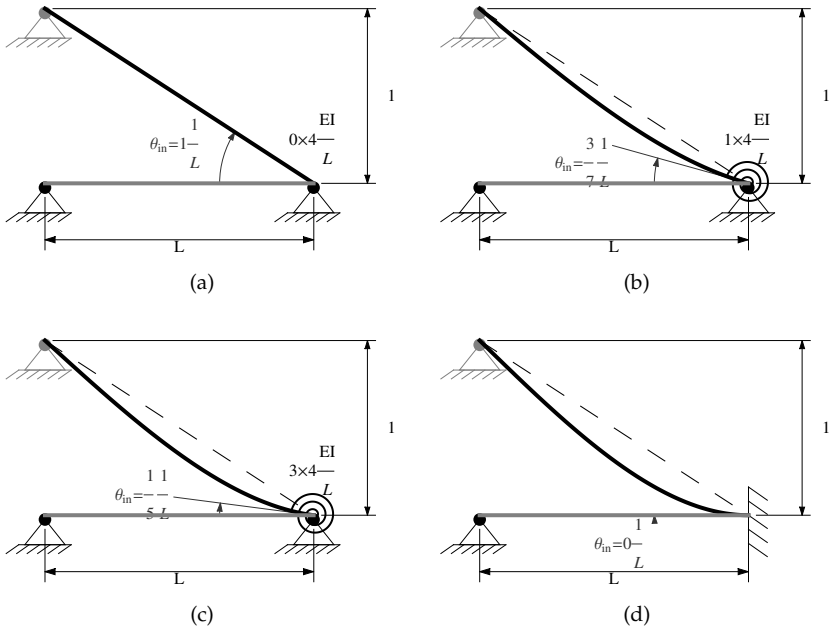 1
θin=1—
L
EI
0×4—
L
1
L
(a)
3 1
θin=— —
7 L
EI
1×4—
L
1
L
(b)
1 1
θin=— —
5 L
EI
3×4—
L
1
L
(c)
1
θin=0—
L
1
L
(d)